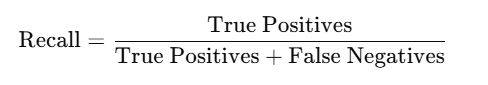 Recall = True Positives / True Positives + False Negatives